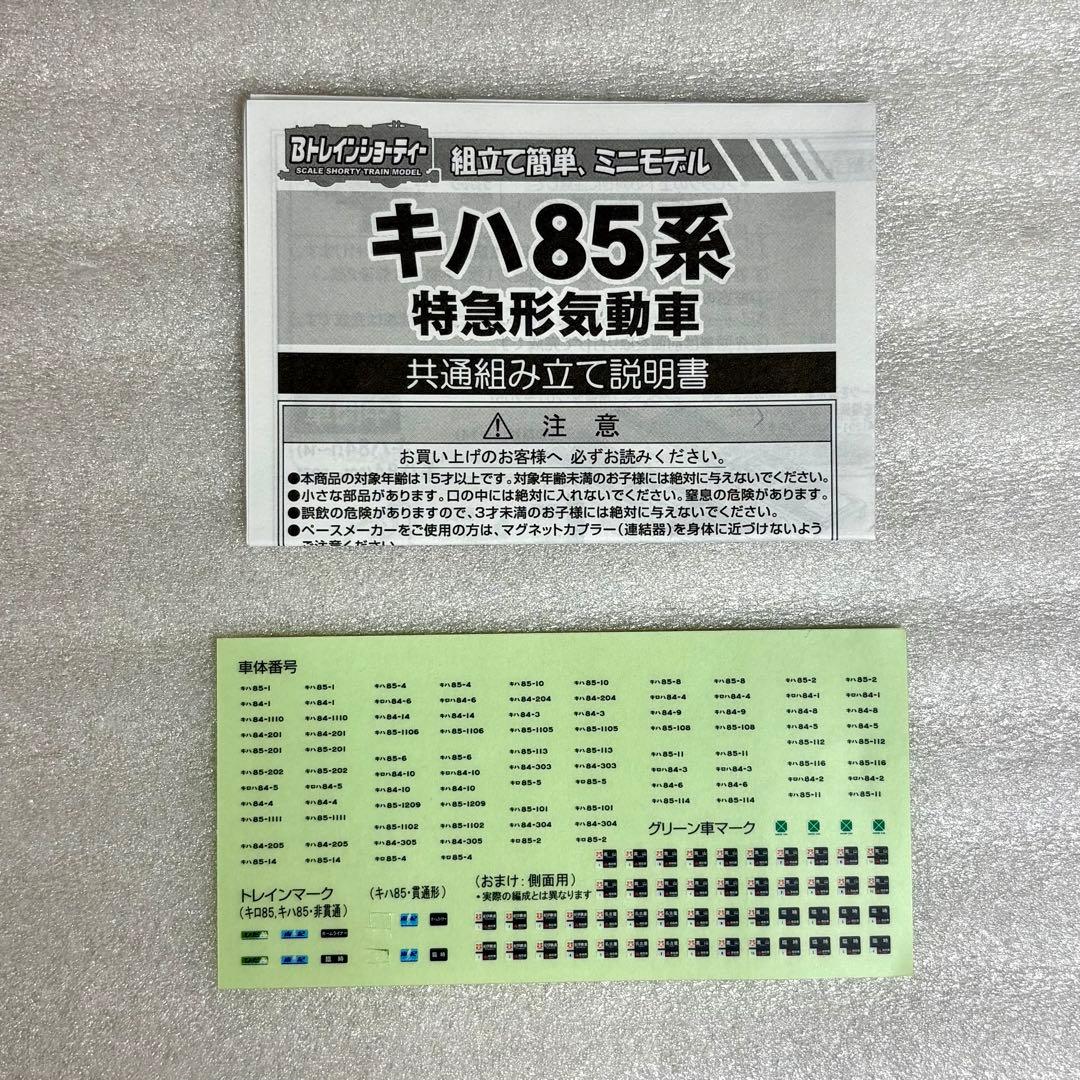 Bトレインショーティー
SCALE SHORTY TRAIN MODEL
組立て簡単、ミニモデル
キハ85系
特急形気動車
共通組み立て説明書
注意
お買い上げのお客様へ 必ずお読みください。
●本商品の対象年齢は15才以上です。対象年齢未満のお子様には絶対に与えないでください。
●小さな部品があります。口の中には絶対に入れないでください。窒息の危険があります。
●誤飲の危険がありますので、3才未満のお子様には絶対に与えないでください。
●ペースメーカーをご使用の方は、マグネットカプラー(連結器)を身体に近づけないよう
ご注意ください。
車体番号
キハ85-1 キハ85-1 キハ85-4 キハ85-4 キハ85-10 キハ85-10 キハ85-8 キハ85-8 キハ85-2 キハ85-2
キハ84-1 キハ84-1 キロハ84-6 キロハ84-6 キハ84-204 キハ84-204 キロハ84-4 キロハ84-4 キロハ84-1 キロハ84-1
キハ84-1110 キハ84-1110 キハ84-14 キハ84-14 キハ84-3 キハ84-3 キハ84-9 キハ84-9 キハ84-8 キハ84-8
キハ84-201 キハ84-201 キハ85-1106 キハ85-1106 キハ85-1105 キハ85-1105 キハ85-108 キハ85-108 キハ84-5 キハ84-5
キハ85-201 キハ85-201 キハ85-112 キハ85-112
キハ85-6 キハ85-6 キハ85-113 キハ85-113 キハ85-11 キハ85-11
キハ85-202 キハ85-202 キロハ84-10 キロハ84-10 キハ84-303 キハ84-303 キロハ84-3 キロハ84-3 キハ85-116 キハ85-116
キロハ84-5 キロハ84-5 キハ84-10 キハ84-10 キロ85-5 キロ85-5 キハ84-6 キハ84-6 キロハ84-2 キロハ84-2
キハ84-4 キハ84-4 キハ85-1209 キハ85-1209 キハ85-114 キハ85-114 キハ85-11 キハ85-11
キハ85-1111 キハ85-1111 キハ85-101 キハ85-101
キハ85-1102 キハ85-1102 キハ84-304 キハ84-304
キハ84-205 キハ84-205 キハ84-305 キハ84-305 キロ85-2 キロ85-2
キハ85-14 キハ85-14 キロ85-4 キロ85-4
グリーン車マーク
トレインマーク
(キロ85,キハ85・非貫通)
(キハ85・貫通形)
(おまけ:側面用)
*実際の編成とは異なります
南紀 ホームライナー
南紀 臨時
南紀 ホームライナー
南紀 臨時